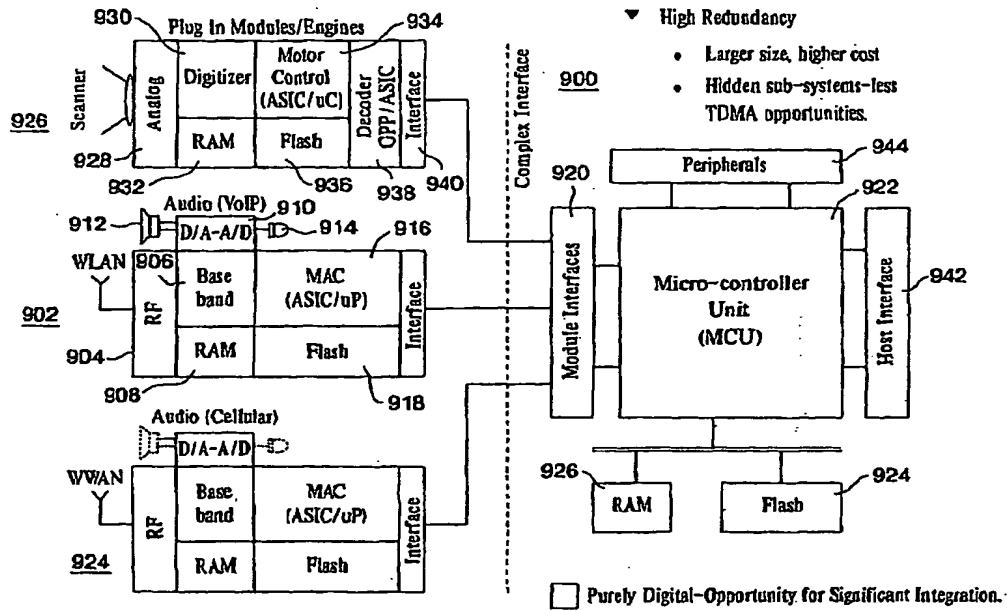 930
Plug In Modules/Engines
934
Scanner
926
Analog
928
Digitizer
Motor
Control
(ASIC/uC)
RAM
Flash
Decoder
OPP/ASIC
Interface
932
936
938
940
Complex Interface
▼ High Redundancy
• Larger size, higher cost
• Hidden sub-systems-less
TDMA opportunities.
900
Audio (VoIP)
910
912
D/A-A/D
914
916
WLAN
906
902
RF
904
Base
band
MAC
(ASIC/uP)
RAM
Flash
Interface
908
918
Audio (Cellular)
D/A-A/D
WWAN
924
RF
Base
band
MAC
(ASIC/uP)
RAM
Flash
Interface
920
Module Interfaces
Peripherals
944
922
Micro-controller
Unit
(MCU)
942
Host Interface
926
RAM
Flash
924
Purely Digital-Opportunity for Significant Integration.